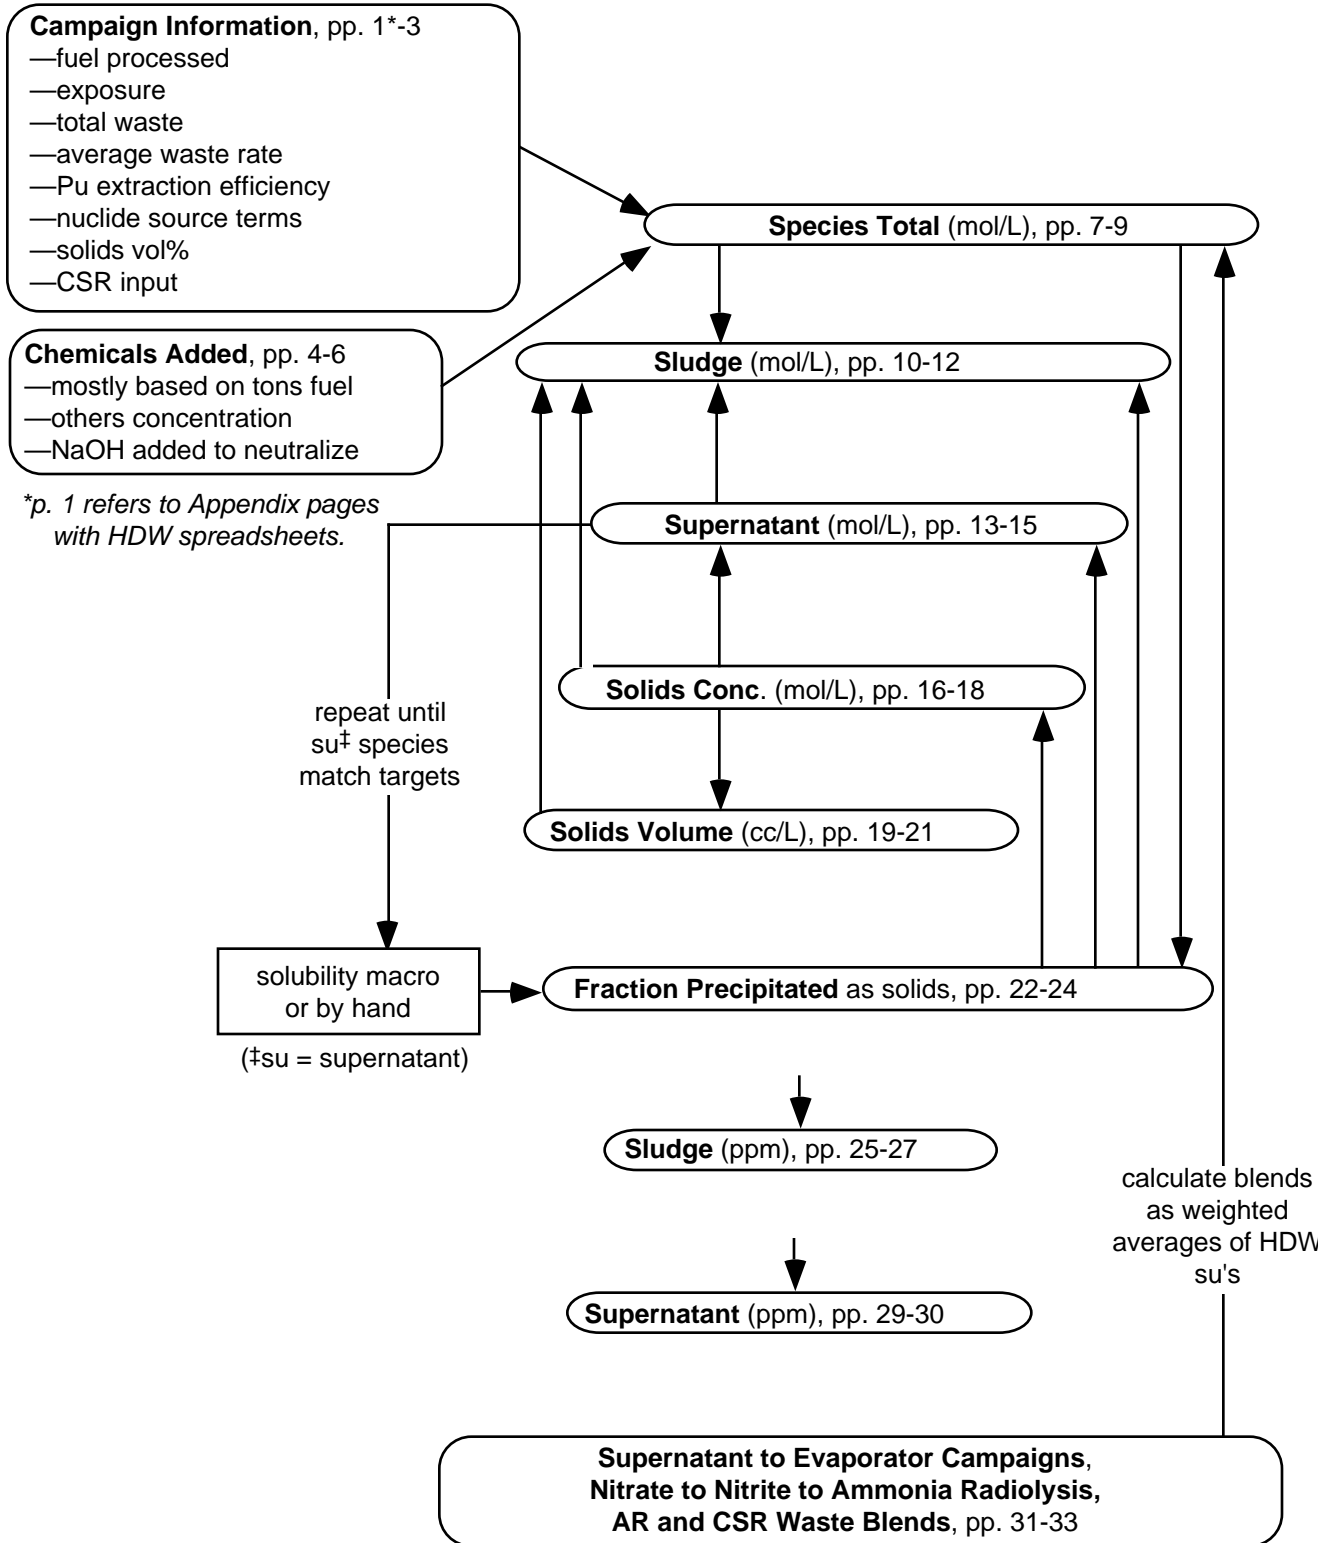 Campaign Information, pp. 1*-3
—fuel processed
—exposure
—total waste
—average waste rate
—Pu extraction efficiency
—nuclide source terms
—solids vol%
—CSR input
Species Total (mol/L), pp. 7-9
Chemicals Added, pp. 4-6
—mostly based on tons fuel
—others concentration
—NaOH added to neutralize
Sludge (mol/L), pp. 10-12
*p. 1 refers to Appendix pages
with HDW spreadsheets.
Supernatant (mol/L), pp. 13-15
Solids Conc. (mol/L), pp. 16-18
repeat until
su‡ species
match targets
Solids Volume (cc/L), pp. 19-21
solubility macro
or by hand
Fraction Precipitated as solids, pp. 22-24
(‡su = supernatant)
Sludge (ppm), pp. 25-27
calculate blends
as weighted
averages of HDW
su's
Supernatant (ppm), pp. 29-30
Supernatant to Evaporator Campaigns,
Nitrate to Nitrite to Ammonia Radiolysis,
AR and CSR Waste Blends, pp. 31-33